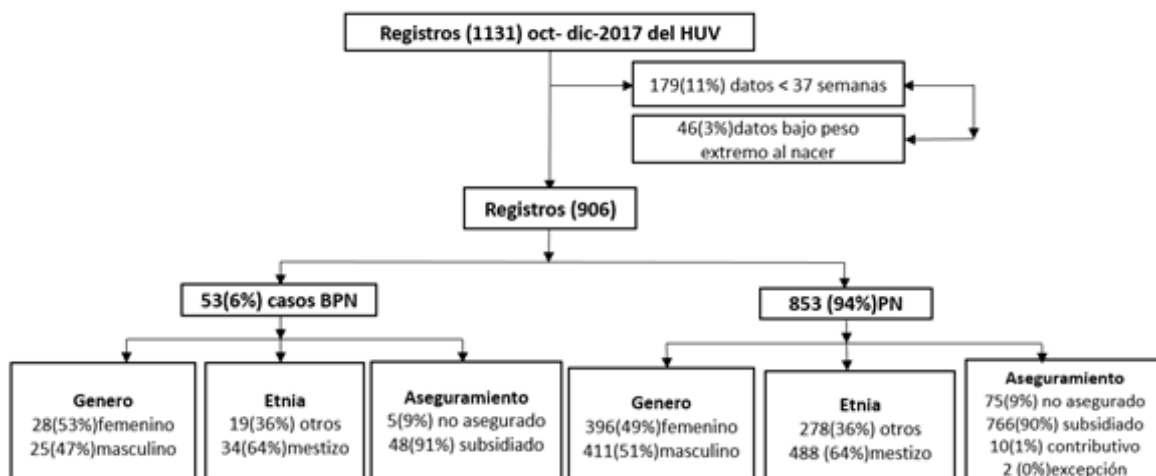 Registros (1131) oct- dic-2017 del HUV
179(11%) datos < 37 semanas
46(3%)datos bajo peso
extremo al nacer
Registros (906)
53(6%) casos BPN
853 (94%)PN
Genero
28(53%)femenino
25(47%)masculino
Etnia
19(36%) otros
34(64%)mestizo
Aseguramiento
5(9%) no asegurado
48(91%) subsidiado
Genero
396(49%)femenino
411(51%)masculino
Etnia
278(36%) otros
488 (64%)mestizo
Aseguramiento
75(9%) no asegurado
766(90%) subsidiado
10(1%) contributivo
2 (0%)excepción